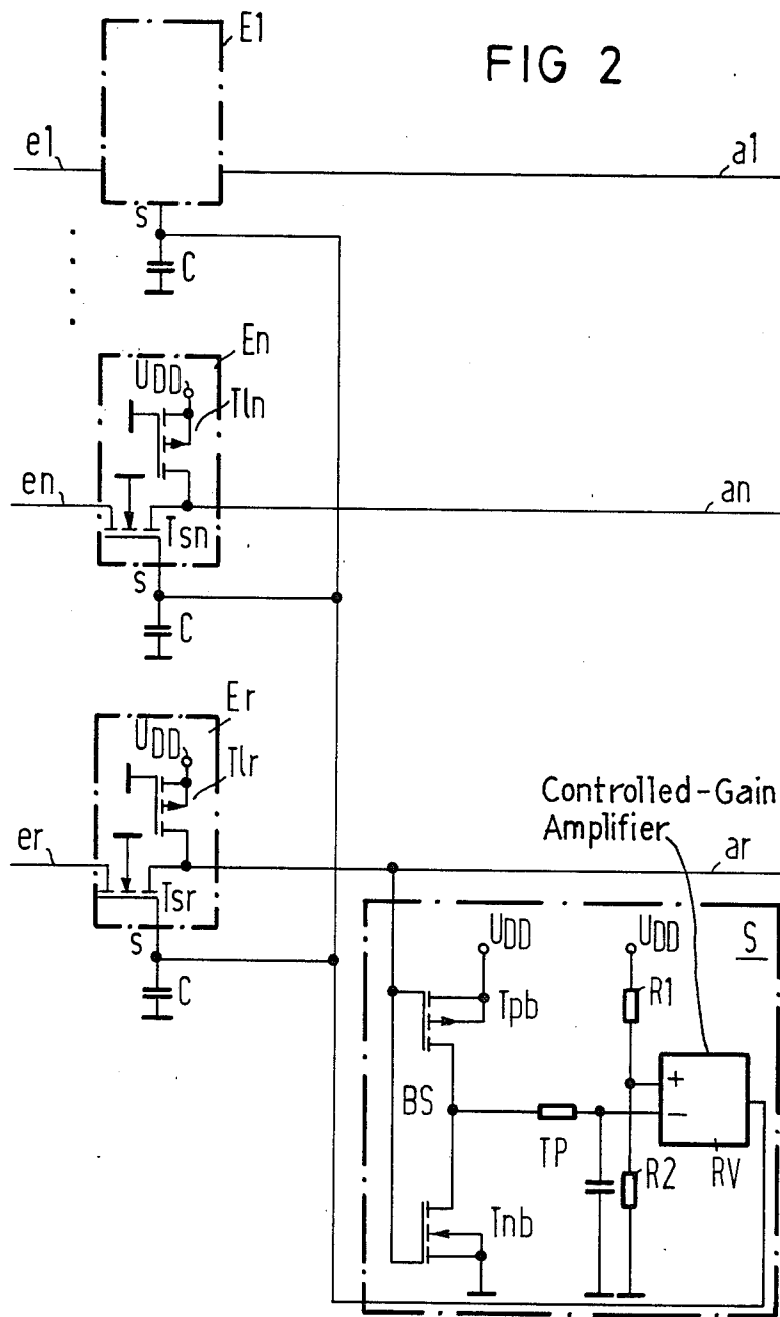 E1
FIG 2
e1
a1
s
C
En
UDD
Tln
en
an
Tsn
s
C
Er
UDD
Tlr
Controlled-Gain
Amplifier
er
ar
Tsr
s
C
UDD
UDD
S
Tpb
R1
+
BS
−
TP
R2
RV
Tnb